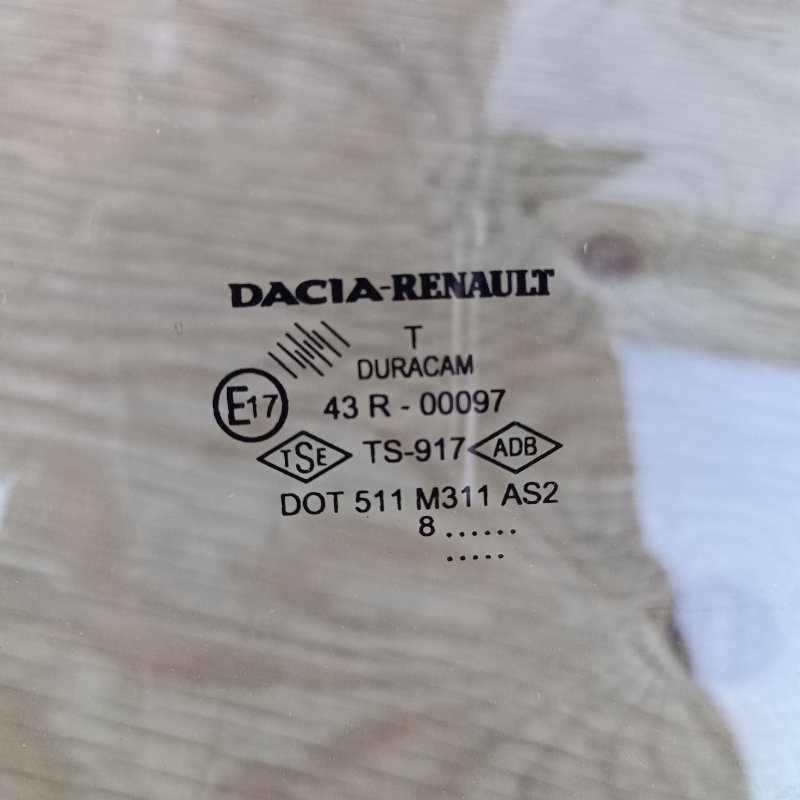 DACIA-RENAULT
T
DURACAM
E17 43 R - 00097
TSE TS-917 ADB
DOT 511 M311 AS2
8 ......
.....